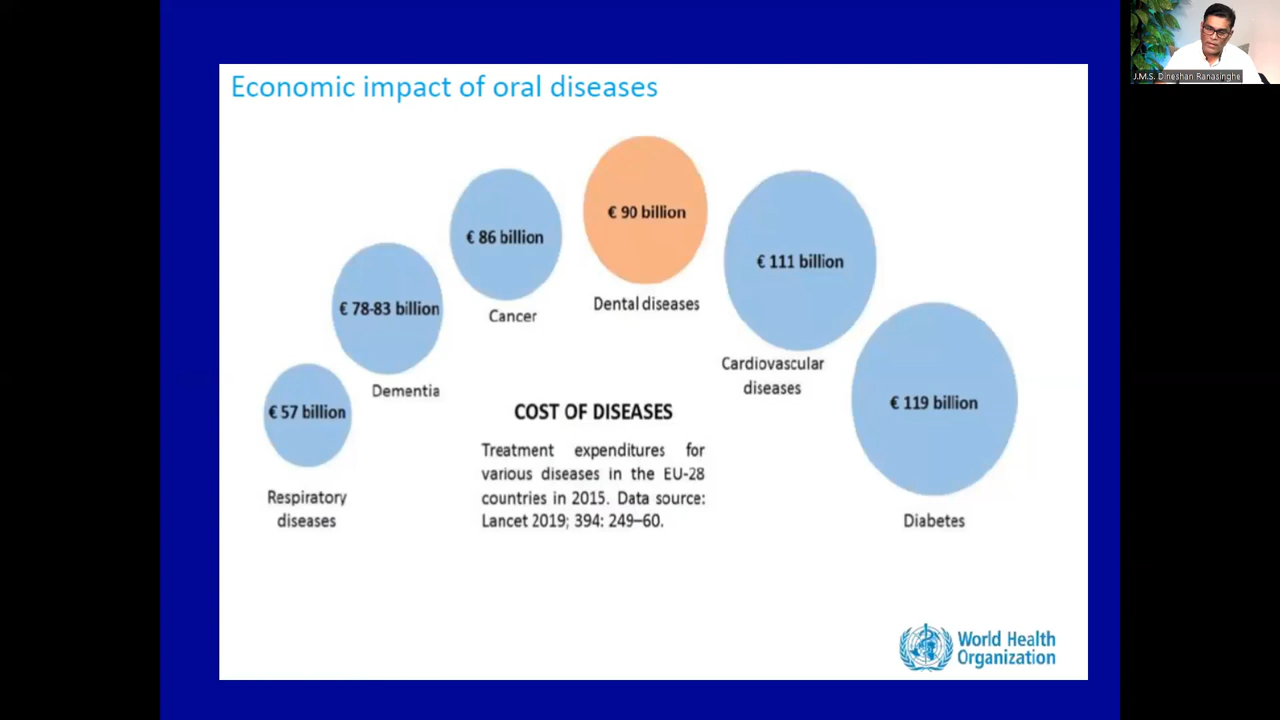 J.M.S. Dineshan Ranasinghe
Economic impact of oral diseases
€ 57 billion
Respiratory
diseases
€ 78-83 billion
Dementia
€ 86 billion
Cancer
€ 90 billion
Dental diseases
€ 111 billion
Cardiovascular
diseases
€ 119 billion
Diabetes
COST OF DISEASES
Treatment expenditures for
various diseases in the EU-28
countries in 2015. Data source:
Lancet 2019; 394: 249–60.
World Health
Organization